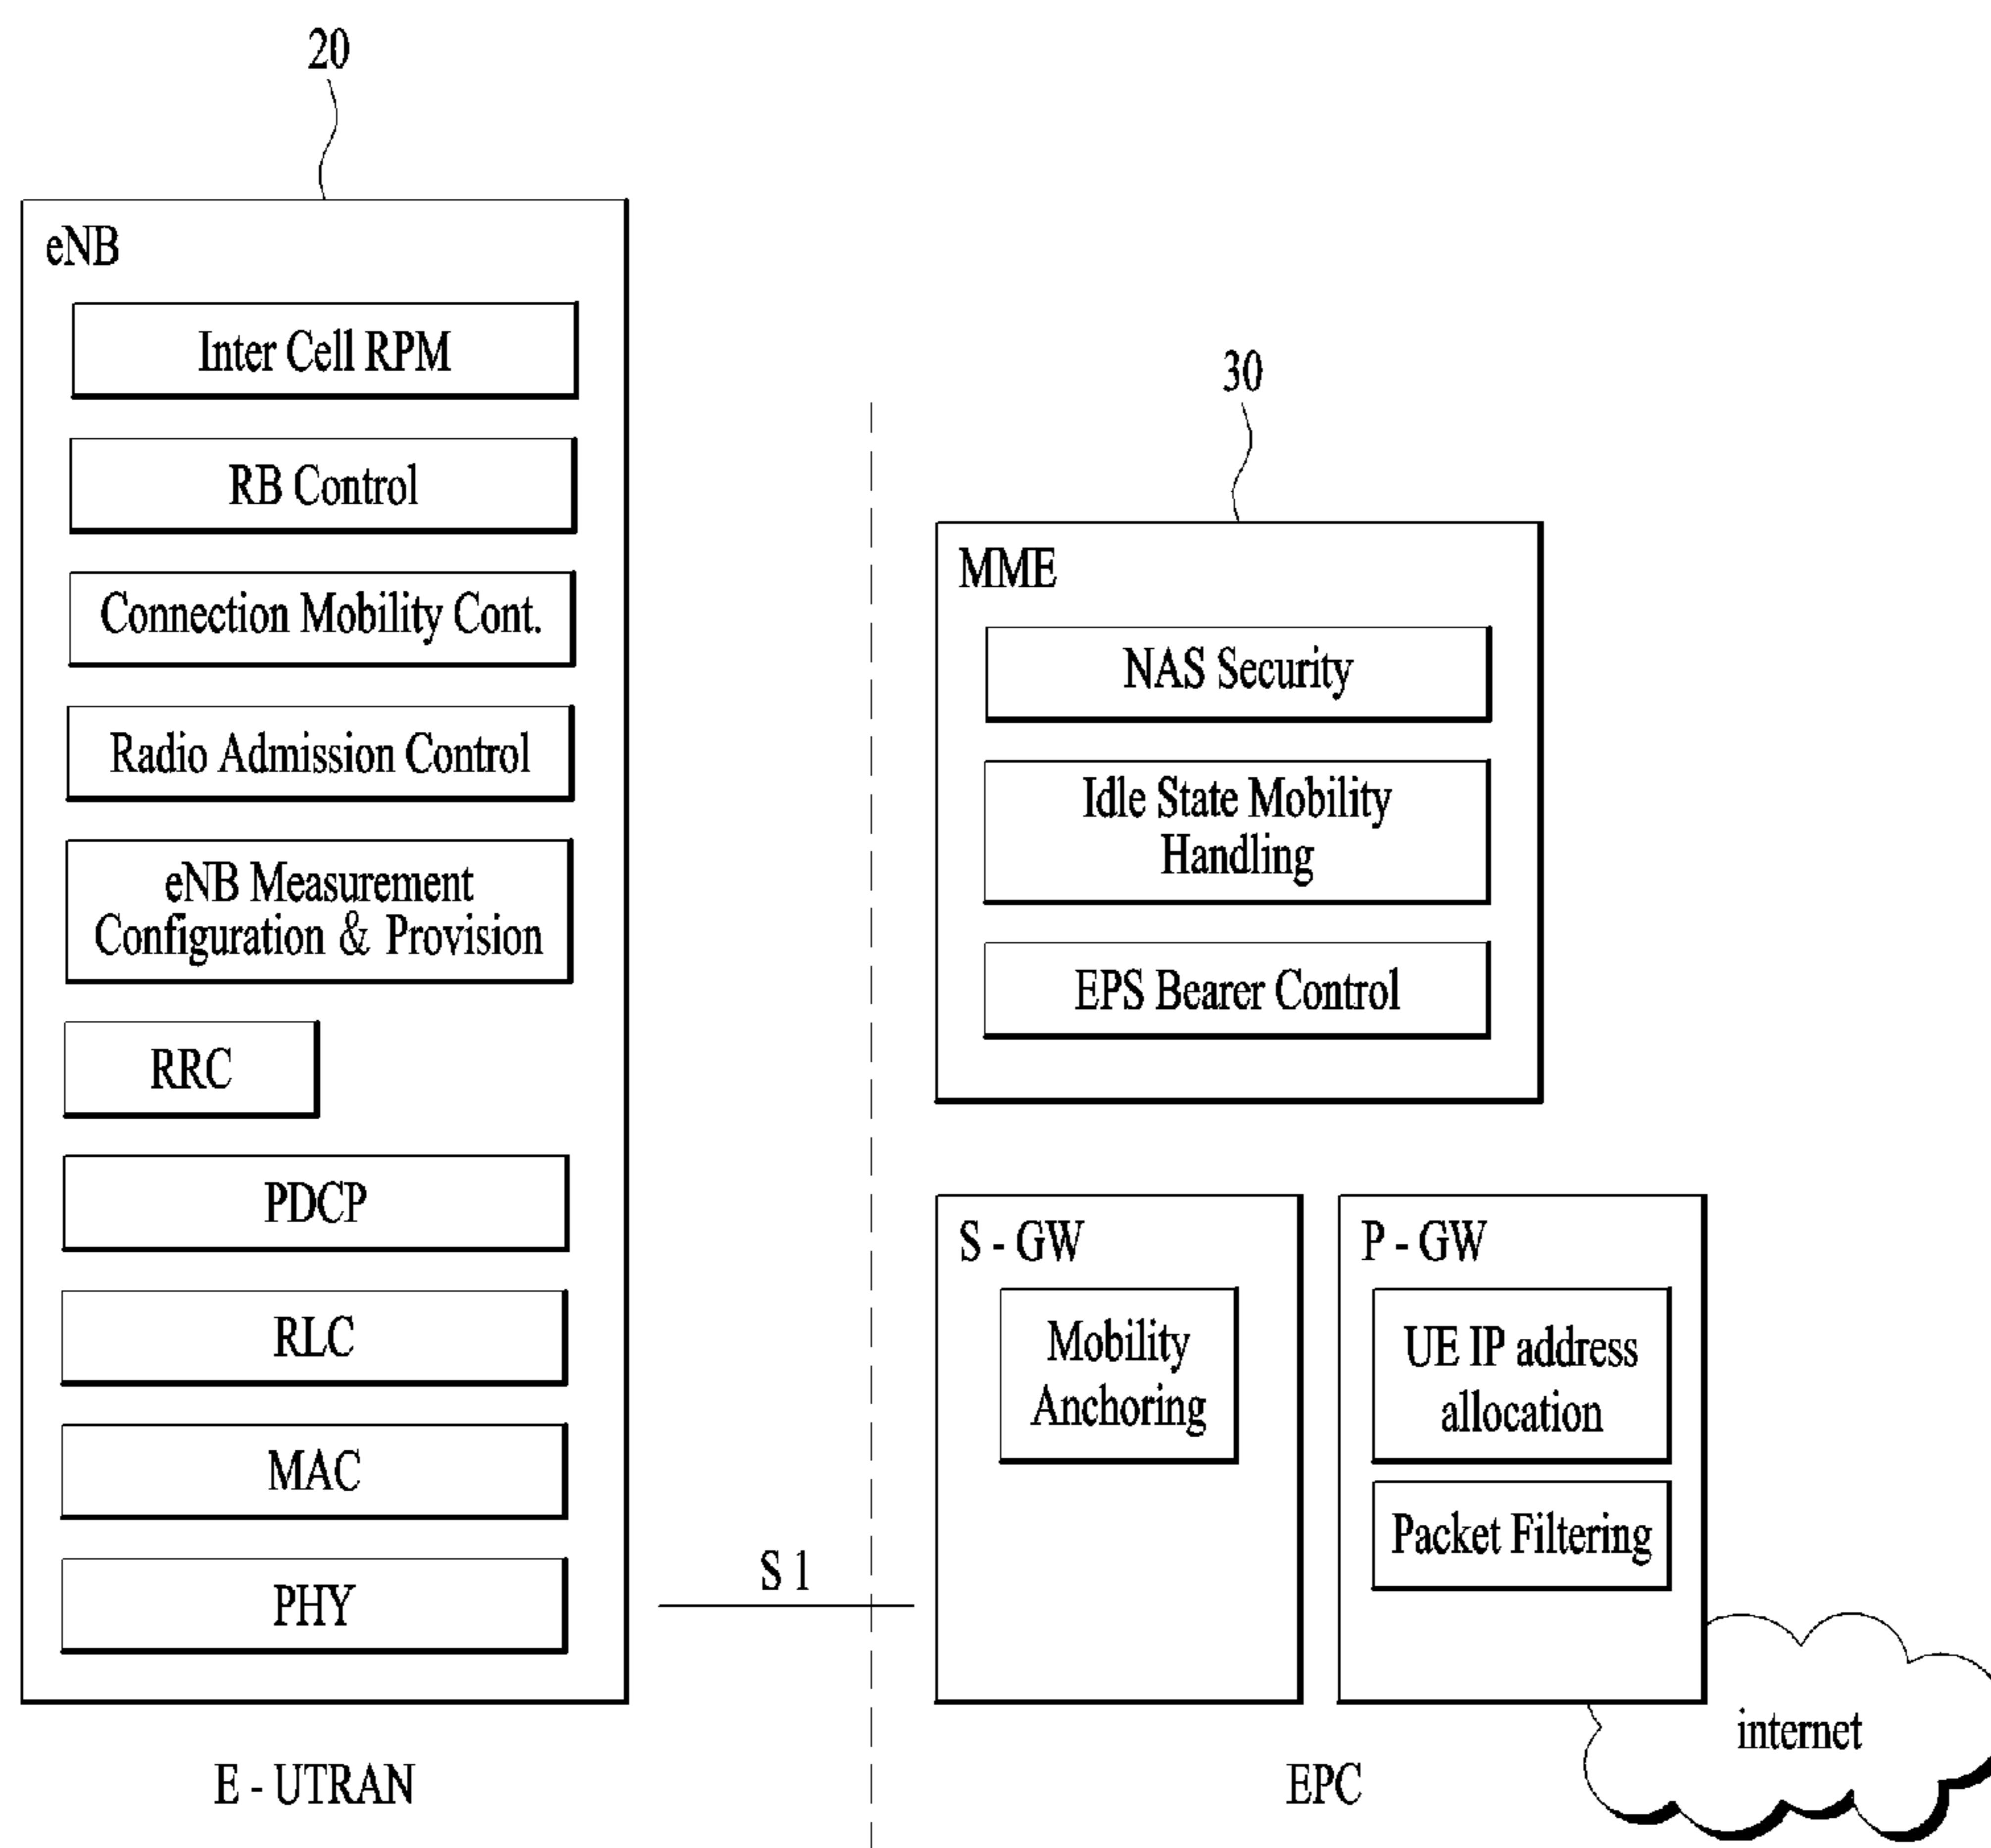 20
eNB
Inter Cell RPM
RB Control
Connection Mobility Cont.
Radio Admission Control
eNB Measurement
Configuration & Provision
RRC
PDCP
RLC
MAC
PHY
E - UTRAN
S 1
30
MME
NAS Security
Idle State Mobility
Handling
EPS Bearer Control
S - GW
Mobility
Anchoring
P - GW
UE IP address
allocation
Packet Filtering
internet
EPC